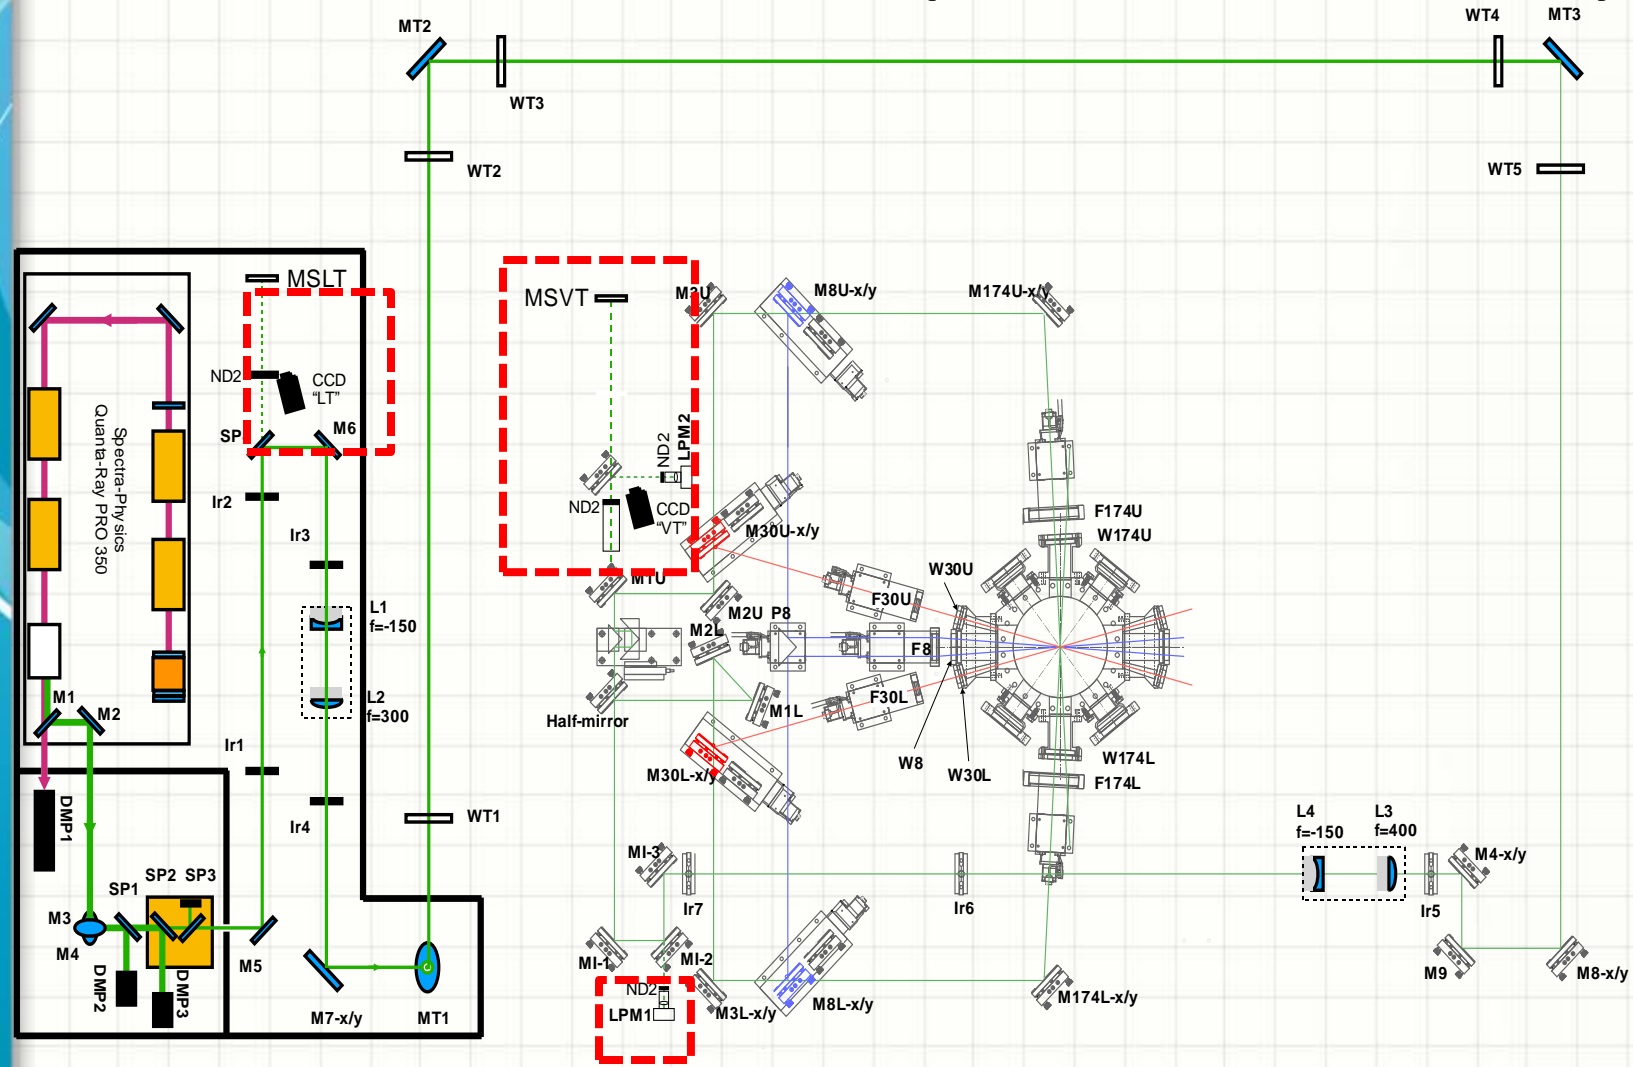 MT2
WT4
MT3
WT3
WT2
WT5
MSLT
MSVT
M3U
M8U-x/y
M174U-x/y
ND2
CCD
"LT"
SP
M6
Spectra-Physics
Quanta-Ray PRO 350
Ir2
Ir3
ND2
LPM2
ND2
CCD
"VT"
M30U-x/y
F174U
W174U
W30U
M1U
F30U
M2U
P8
M2L
F8
L1
f=-150
L2
f=300
M1
M2
Half-mirror
M1L
F30L
W8
W30L
W174L
F174L
M30L-x/y
Ir1
Ir4
WT1
DMP1
L4
f=-150
L3
f=400
M4-x/y
MI-3
Ir7
Ir6
Ir5
SP1
SP2
SP3
M3
M4
M5
DMP2
DMP3
MI-1
MI-2
M9
M8-x/y
ND2
LPM1
M3L-x/y
M8L-x/y
M174L-x/y
M7-x/y
MT1